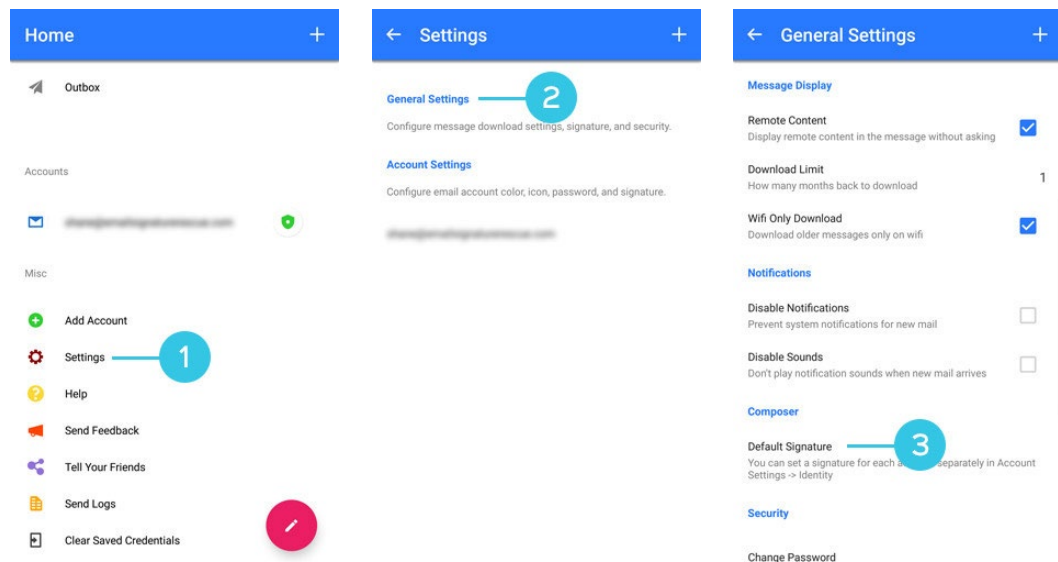 Home
Outbox
Accounts
Misc
Add Account
Settings
1
Help
Send Feedback
Tell Your Friends
Send Logs
Clear Saved Credentials
Settings
General Settings
2
Configure message download settings, signature, and security.
Account Settings
Configure email account color, icon, password, and signature.
General Settings
Message Display
Remote Content
Display remote content in the message without asking
Download Limit
1
How many months back to download
Wifi Only Download
Download older messages only on wifi
Notifications
Disable Notifications
Prevent system notifications for new mail
Disable Sounds
Don't play notification sounds when new mail arrives
Composer
Default Signature
3
You can set a signature for each separately in Account
Settings -> Identity
Security
Change Password